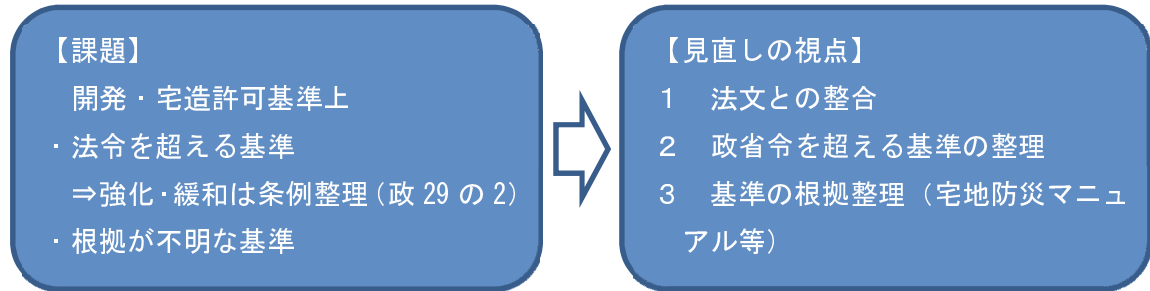 【課題】
開発・宅造許可基準上
・法令を超える基準
⇒強化・緩和は条例整理（政 29 の 2）
・根拠が不明な基準
【見直しの視点】
１　法文との整合
２　政省令を超える基準の整理
３　基準の根拠整理（宅地防災マニュ
アル等）